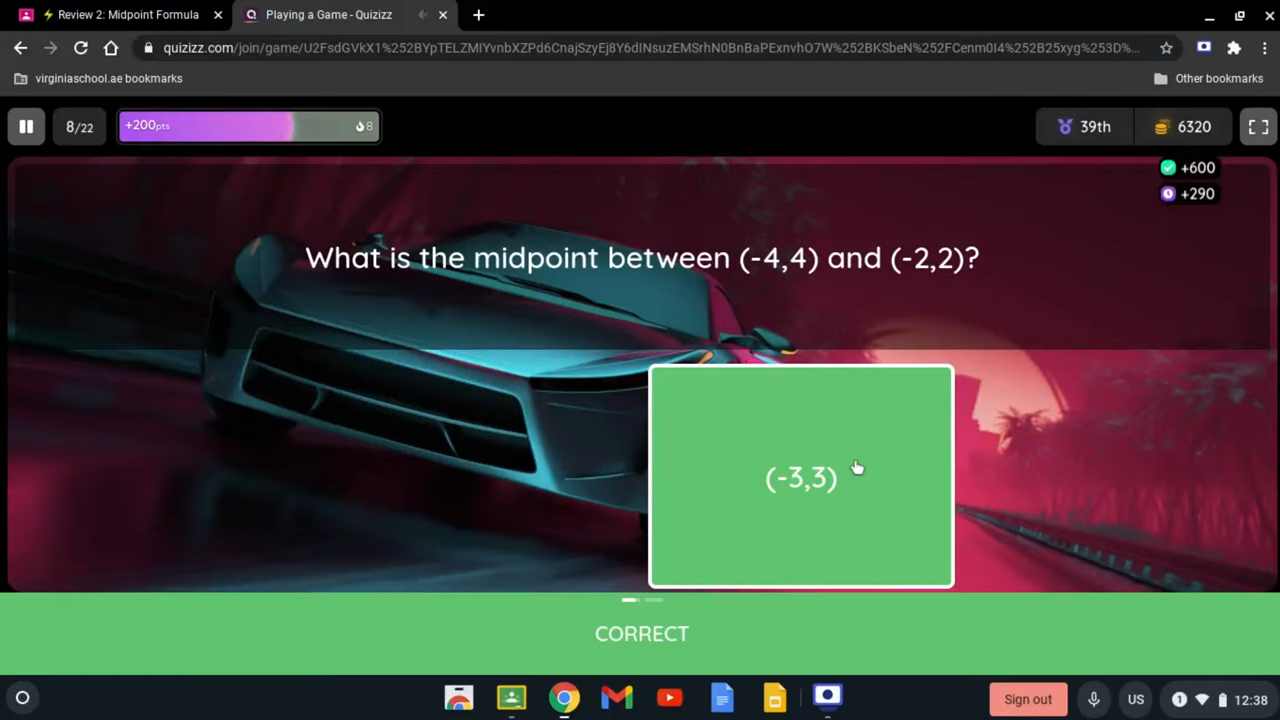 ⚡ Review 2: Midpoint Formula
Playing a Game - Quizizz
virginiaschool.ae bookmarks
Other bookmarks
8/22
+200pts
8
39th
6320
+600
+290
What is the midpoint between (-4,4) and (-2,2)?
(-3,3)
CORRECT
Sign out
US
1
12:38